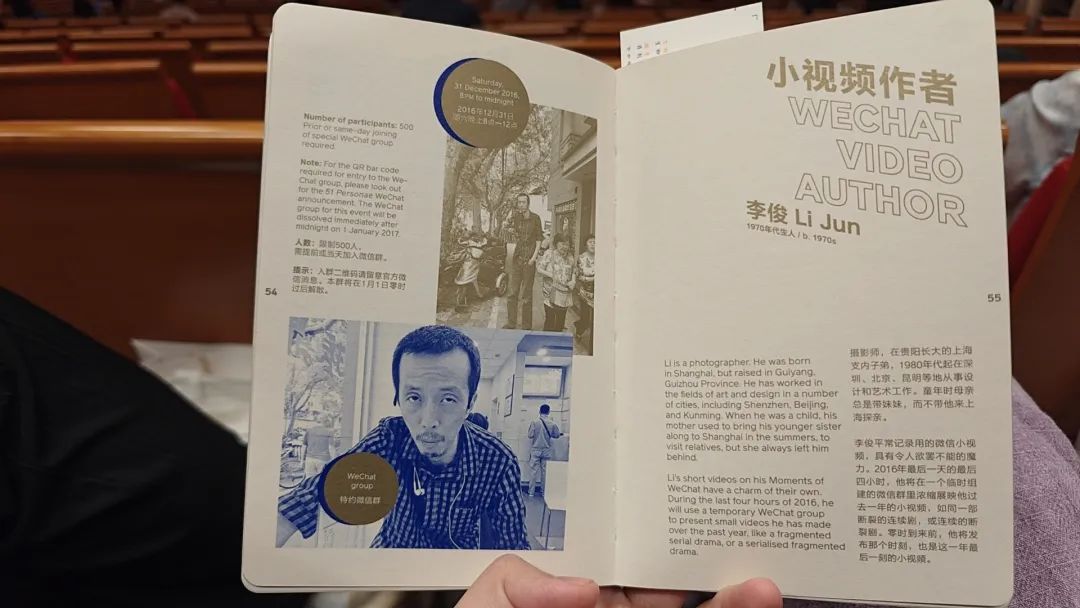 Saturday,
31 December 2016,
8PM to midnight
2016年12月31日
周六晚上8点—12点
Number of participants: 500
Prior or same-day joining
of special WeChat group
required.
Note: For the QR bar code
required for entry to the We-
Chat group, please look out
for the 51 Personae WeChat
announcement. The WeChat
group for this event will be
dissolved immediately after
midnight on 1 January 2017.
人数：限制500人，
需提前或当天加入微信群。
提示：入群二维码请留意官方微
信消息。本群将在1月1日零时
过后解散。
54
WeChat
group
特约微信群
小视频作者
WECHAT
VIDEO
AUTHOR
李俊 Li Jun
1970年代生人 / b. 1970s
55
Li is a photographer. He was born
in Shanghai, but raised in Guiyang,
Guizhou Province. He has worked in
the fields of art and design in a number
of cities, including Shenzhen, Beijing,
and Kunming. When he was a child, his
mother used to bring his younger sister
along to Shanghai in the summers, to
visit relatives, but she always left him
behind.
Li's short videos on his Moments of
WeChat have a charm of their own.
During the last four hours of 2016, he
will use a temporary WeChat group
to present small videos he has made
over the past year, like a fragmented
serial drama, or a serialised fragmented
drama.
摄影师，在贵阳长大的上海
支内子弟，1980年代起在深
圳、北京、昆明等地从事设
计和艺术工作。童年时母亲
总是带妹妹，而不带他来上
海探亲。
李俊平常记录用的微信小视
频，具有令人欲罢不能的魔
力。2016年最后一天的最后
四小时，他将在一个临时组
建的微信群里浓缩展映他过
去一年的小视频，如同一部
断裂的连续剧，或连续的断
裂剧。零时到来前，他将发
布那个时刻，也是这一年最
后一刻的小视频。